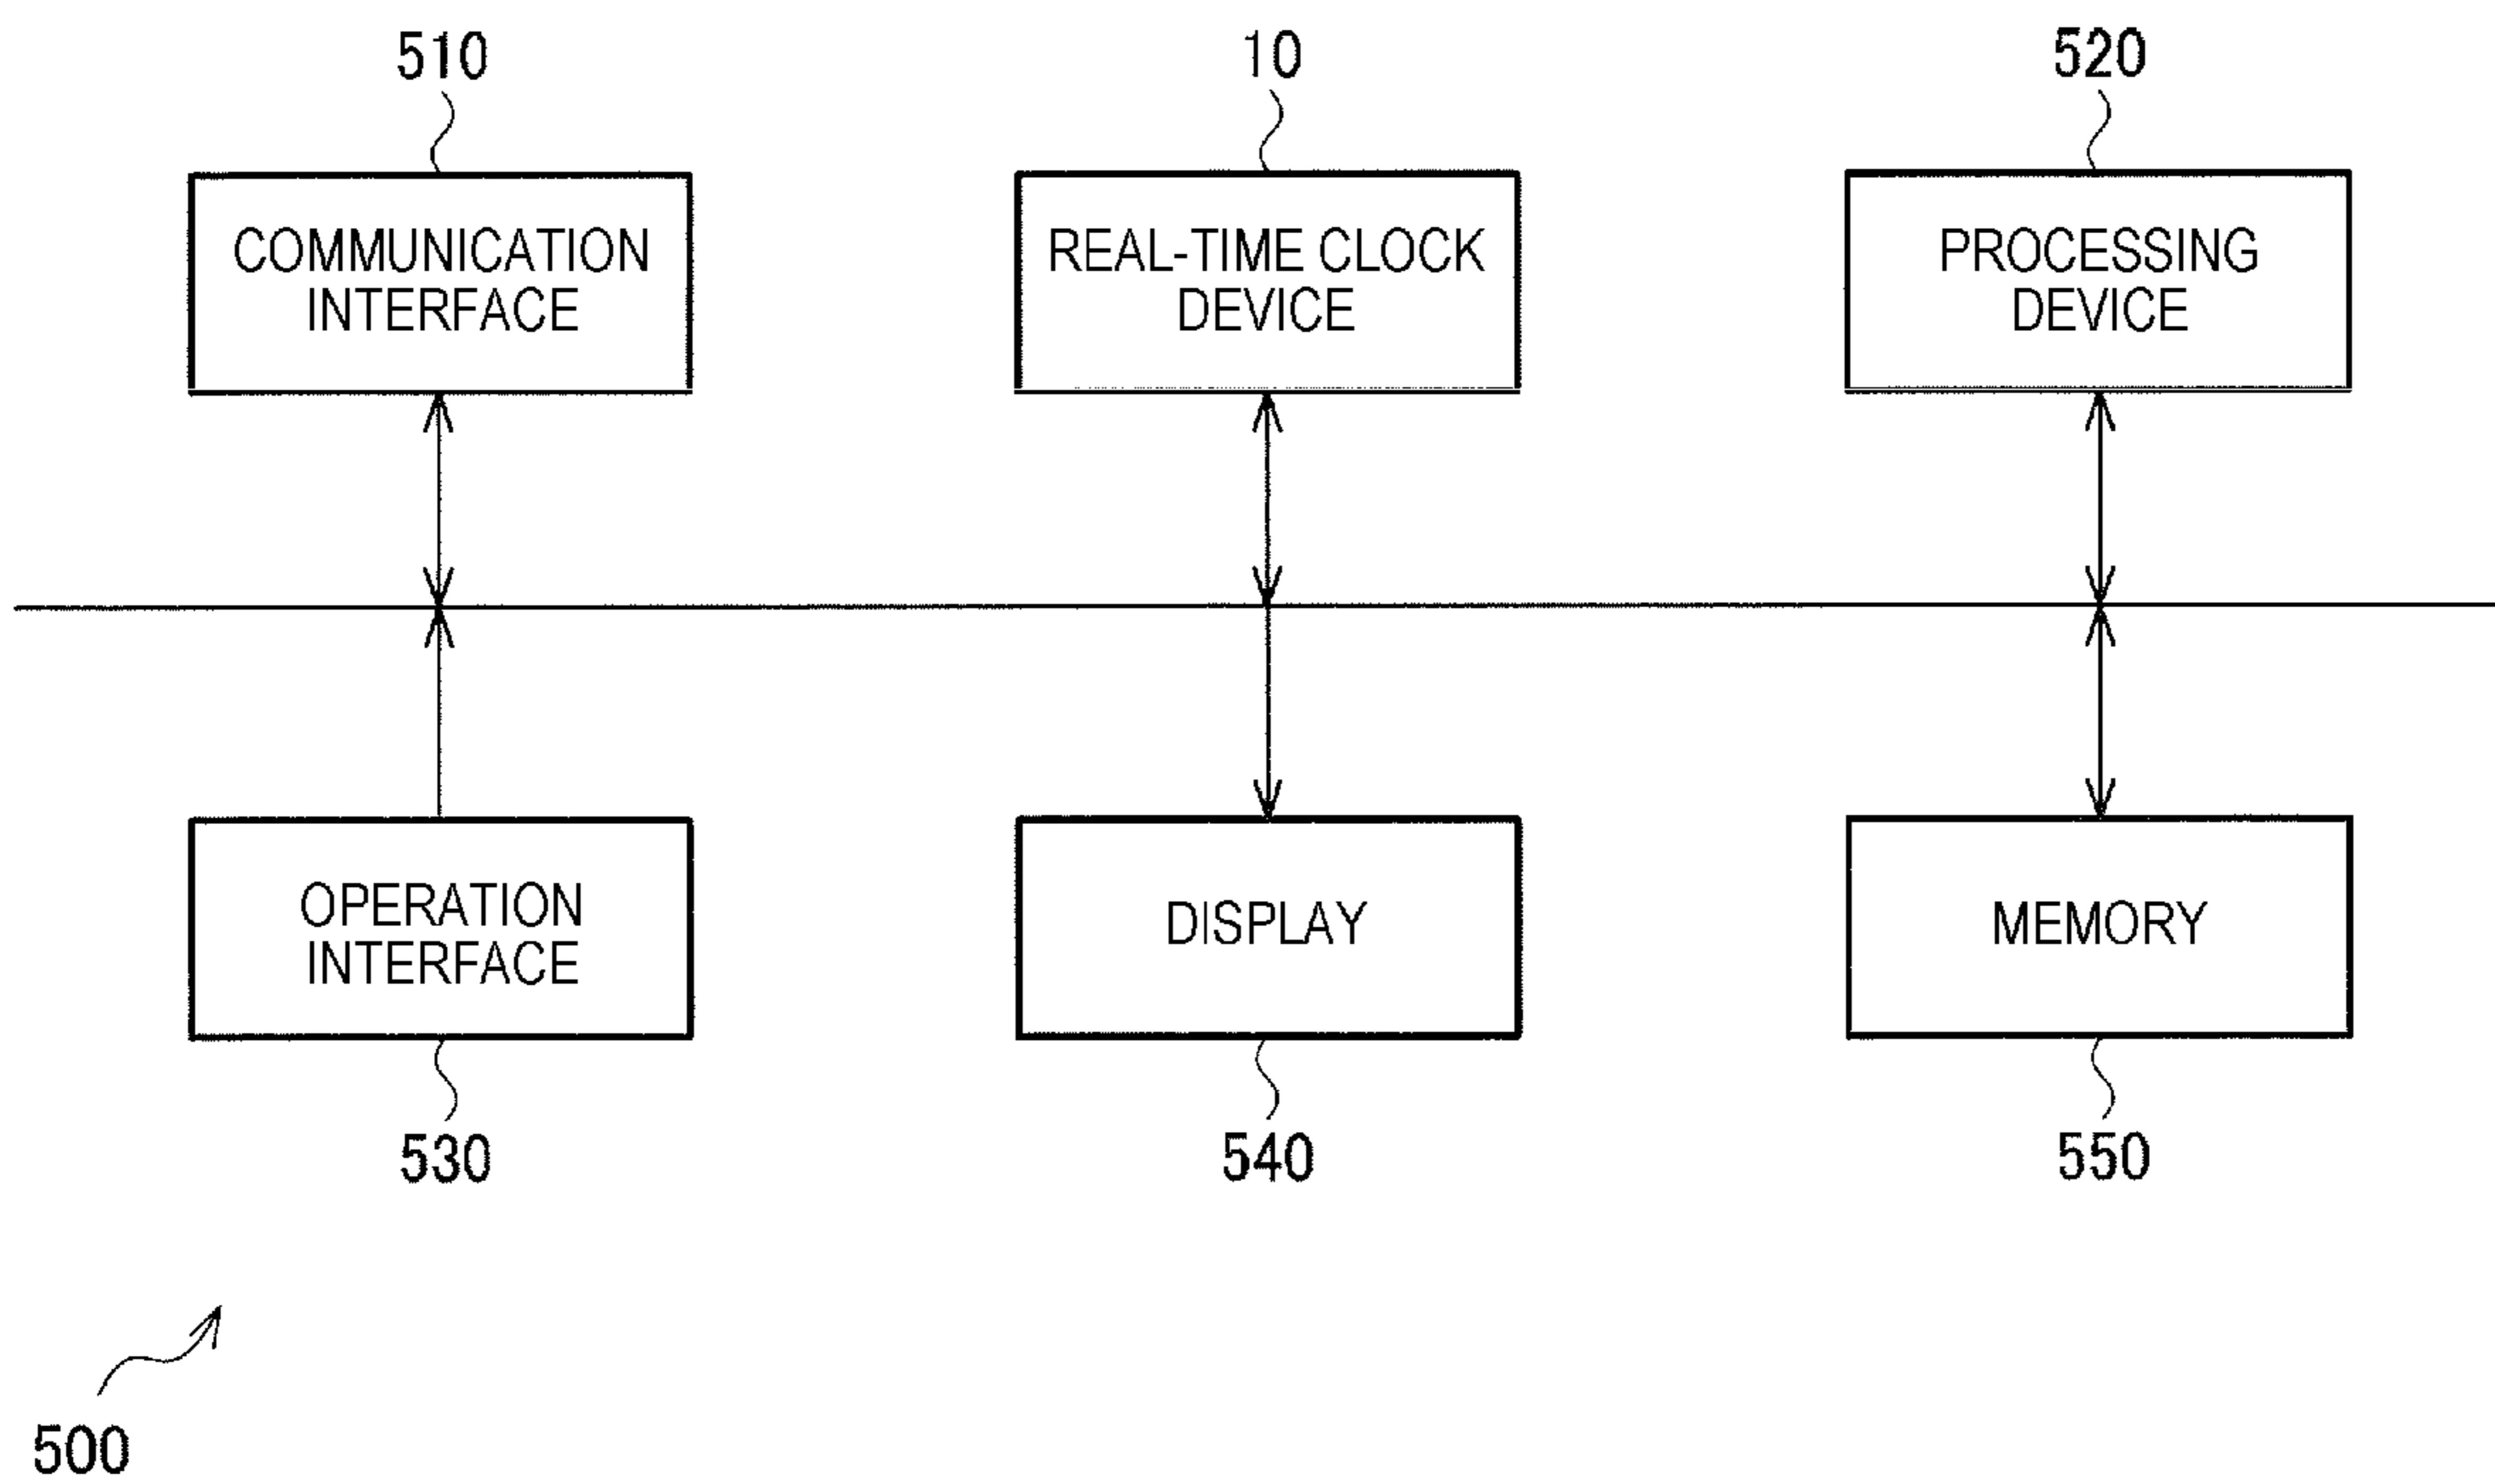 510
10
520
COMMUNICATION
INTERFACE
REAL-TIME CLOCK
DEVICE
PROCESSING
DEVICE
OPERATION
INTERFACE
DISPLAY
MEMORY
530
540
550
500